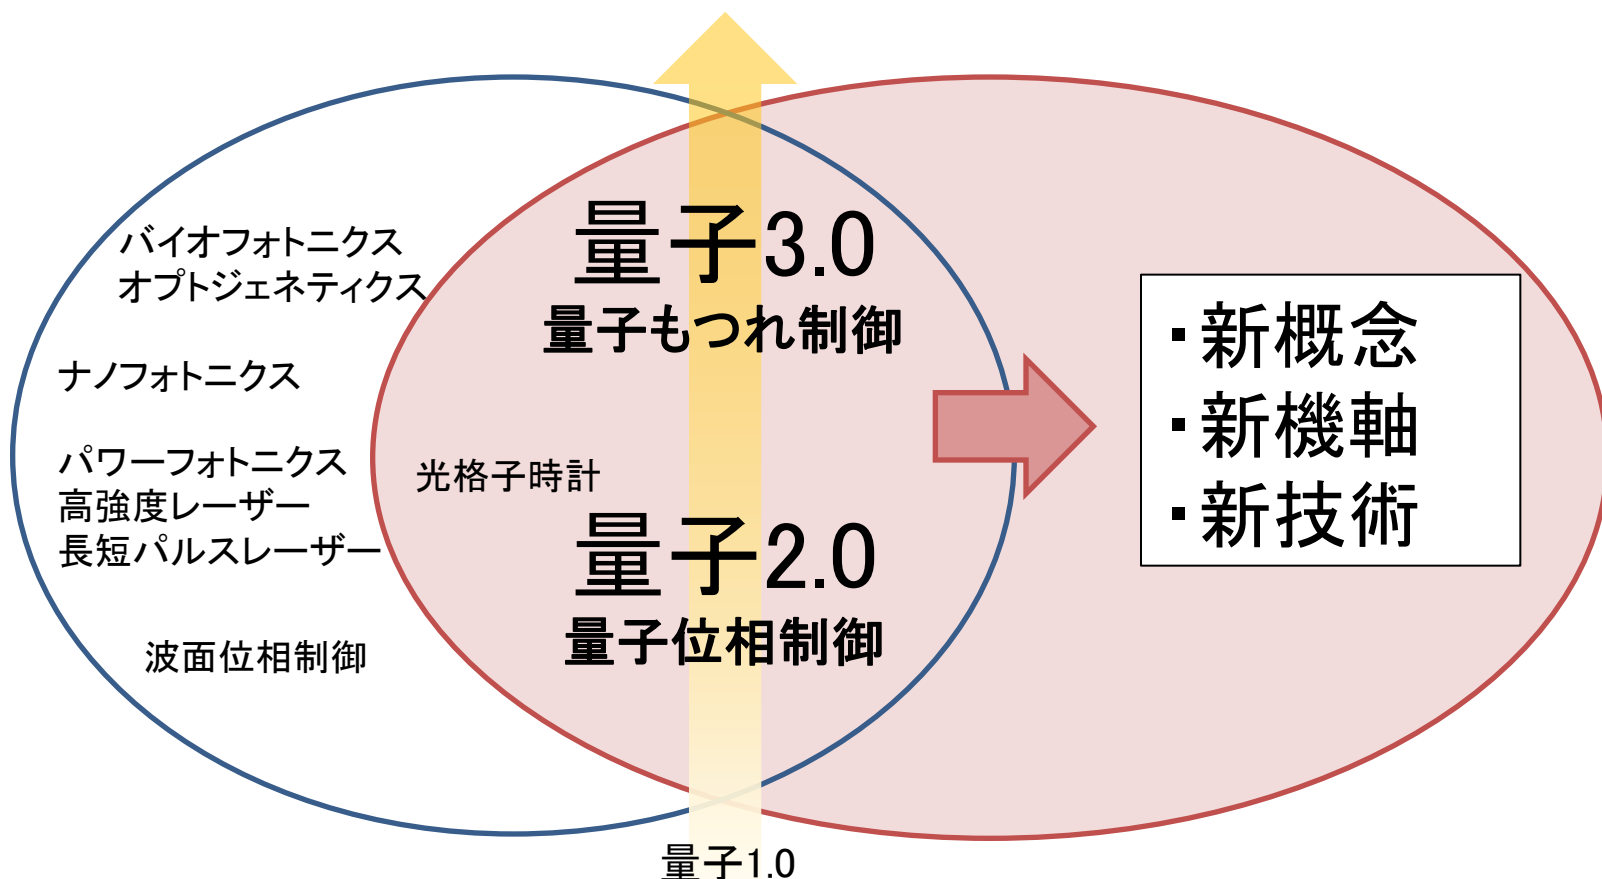 バイオフォトニクス
オプトジェネティクス
ナノフォトニクス
パワーフォトニクス
高強度レーザー
長短パルスレーザー
波面位相制御
量子3.0
量子もつれ制御
光格子時計
量子2.0
量子位相制御
量子1.0
・新概念
・新機軸
・新技術